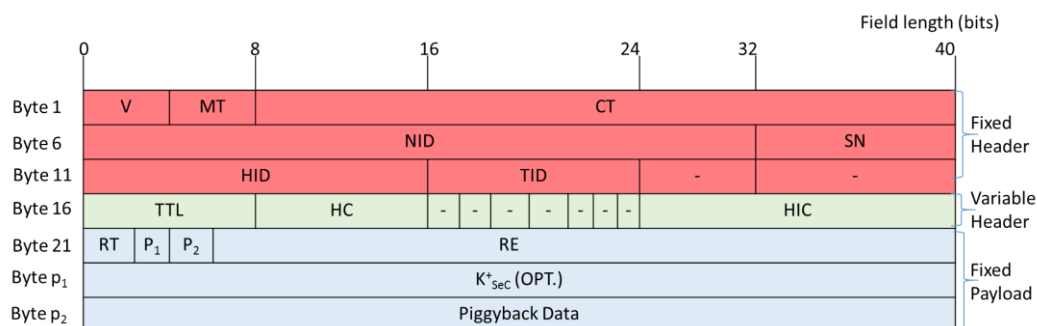 Field length (bits)
0 8 16 24 32 40
Byte 1 V MT CT
Byte 6 NID SN
Byte 11 HID TID - -
Fixed
Header
Byte 16 TTL HC - - - - - - - HIC
Variable
Header
Byte 21 RT P₁ P₂ RE
Byte p₁ K⁺SeC (OPT.)
Byte p₂ Piggyback Data
Fixed
Payload